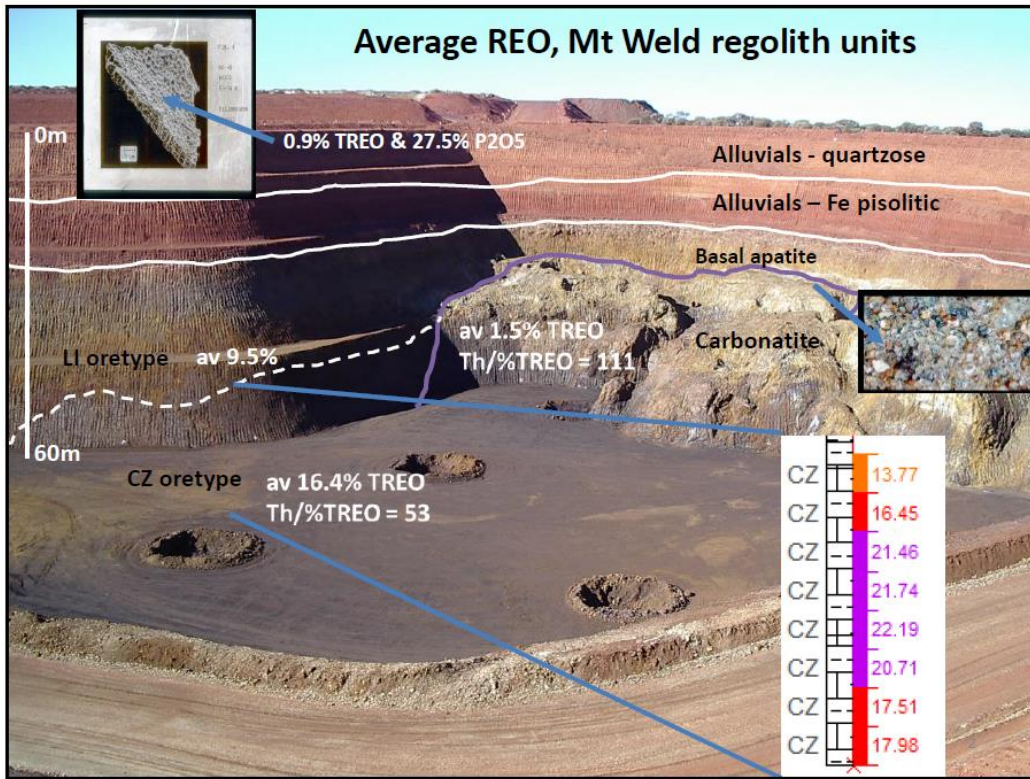 Average REO, Mt Weld regolith units
0m
0.9% TREO & 27.5% P2O5
Alluvials - quartzose
Alluvials – Fe pisolitic
Basal apatite
av 1.5% TREO
Th/%TREO = 111
Carbonatite
LI oretype
av 9.5%
60m
CZ oretype
av 16.4% TREO
Th/%TREO = 53
CZ 13.77
CZ 16.45
CZ 21.46
CZ 21.74
CZ 22.19
CZ 20.71
CZ 17.51
CZ 17.98